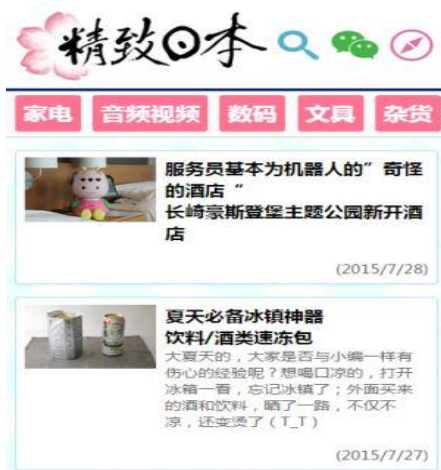 精致日本
家电 音频视频 数码 文具 杂货
服务员基本为机器人的”奇怪
的酒店“
长崎豪斯登堡主题公园新开酒
店
(2015/7/28)
夏天必备冰镇神器
饮料/酒类速冻包
大夏天的，大家是否与小编一样有
伤心的经验呢？想喝口凉的，打开
冰箱一看，忘记冰镇了；外面买来
的酒和饮料，晒了一路，不仅不
凉，还变烫了 ( T_T )
(2015/7/27)